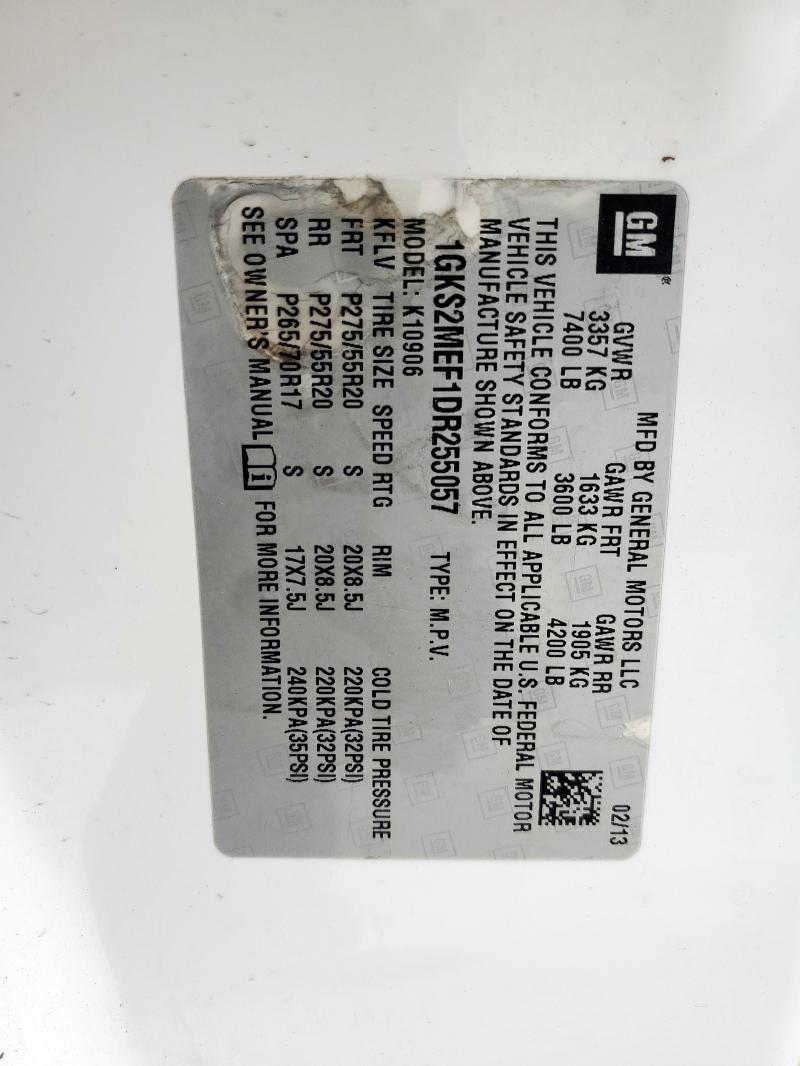 GM®
MFD BY GENERAL MOTORS LLC 02/13
GVWR GAWR FRT GAWR RR
3357 KG 1633 KG 1905 KG
7400 LB 3600 LB 4200 LB
THIS VEHICLE CONFORMS TO ALL APPLICABLE U.S. FEDERAL MOTOR
VEHICLE SAFETY STANDARDS IN EFFECT ON THE DATE OF
MANUFACTURE SHOWN ABOVE.
1GKS2MEF1DR255057 TYPE: M.P.V.
MODEL: K10906
KFLV TIRE SIZE SPEED RTG RIM COLD TIRE PRESSURE
FRT P275/55R20 S 20X8.5J 220KPA(32PSI)
RR P275/55R20 S 20X8.5J 220KPA(32PSI)
SPA P265/70R17 S 17X7.5J 240KPA(35PSI)
SEE OWNER'S MANUAL FOR MORE INFORMATION.